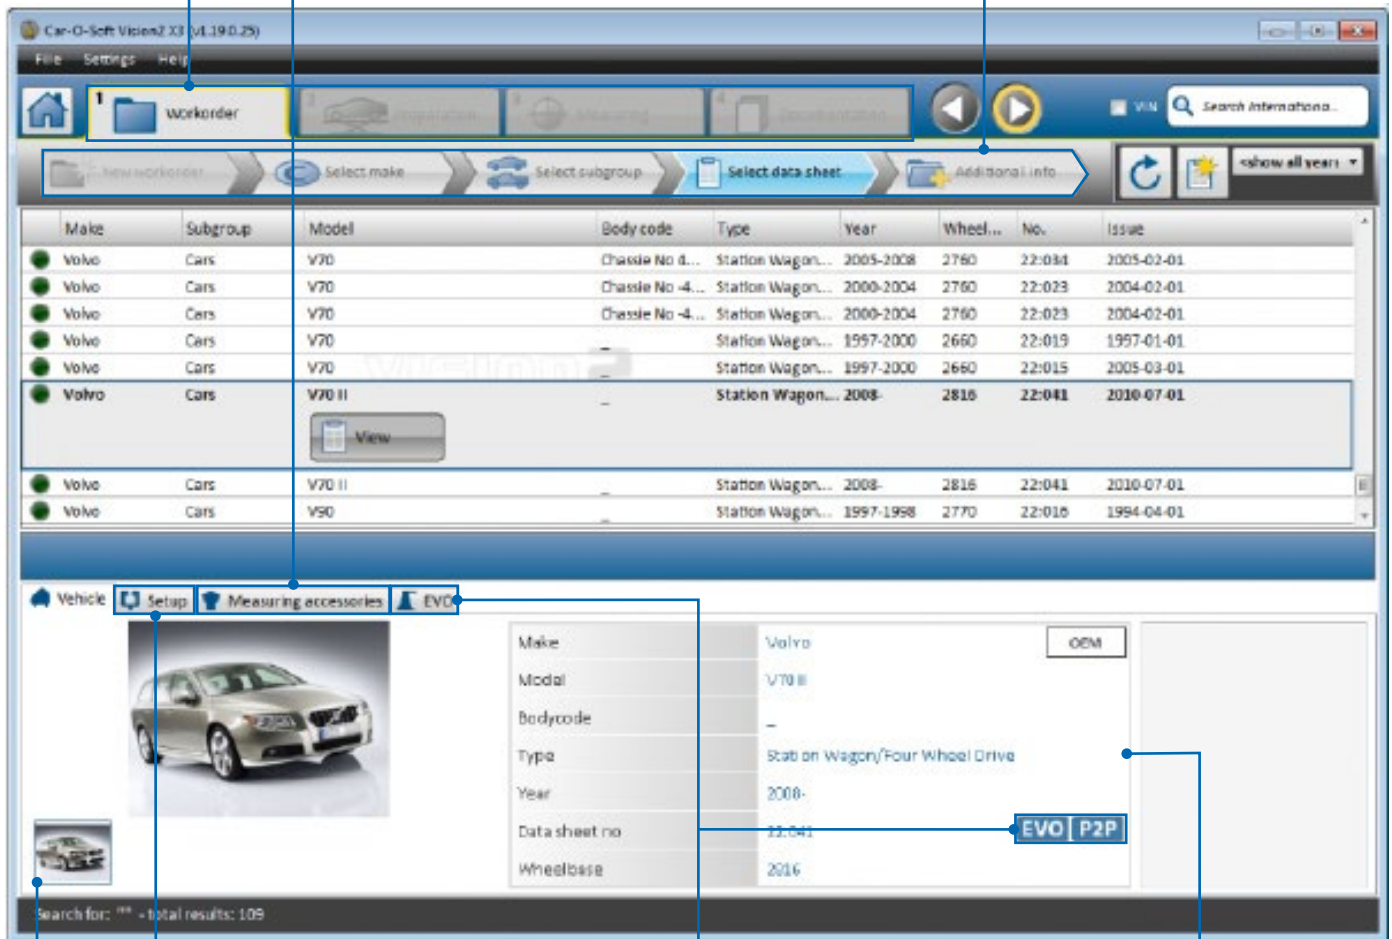 Car-O-Soft Vision2 X3 (v1.19.0.25)
File Settings Help
1 Workorder 2 Preparation 3 Measuring 4 Documentation VIN Search Internationa...
New workorder Select make Select subgroup Select data sheet Additional info <show all years
Make Subgroup Model Body code Type Year Wheel... No. Issue
Volvo Cars V70 Chassie No 4... Station Wagon... 2005-2008 2760 22:034 2005-02-01
Volvo Cars V70 Chassie No -4... Station Wagon... 2000-2004 2760 22:023 2004-02-01
Volvo Cars V70 Chassie No -4... Station Wagon... 2000-2004 2760 22:023 2004-02-01
Volvo Cars V70 _ Station Wagon... 1997-2000 2660 22:019 1997-01-01
Volvo Cars V70 _ Station Wagon... 1997-2000 2660 22:015 2005-03-01
VISION2
Volvo Cars V70 II _ Station Wagon... 2008- 2816 22:041 2010-07-01
View
Volvo Cars V70 II _ Station Wagon... 2008- 2816 22:041 2010-07-01
Volvo Cars V90 _ Station Wagon... 1997-1998 2770 22:016 1994-04-01
Vehicle Setup Measuring accessories EVO
Make Volvo OEM
Model V70 II
Bodycode _
Type Station Wagon/Four Wheel Drive
Year 2008-
Data sheet no 22:041 EVO P2P
Wheelbase 2816
Search for: "" - total results: 109